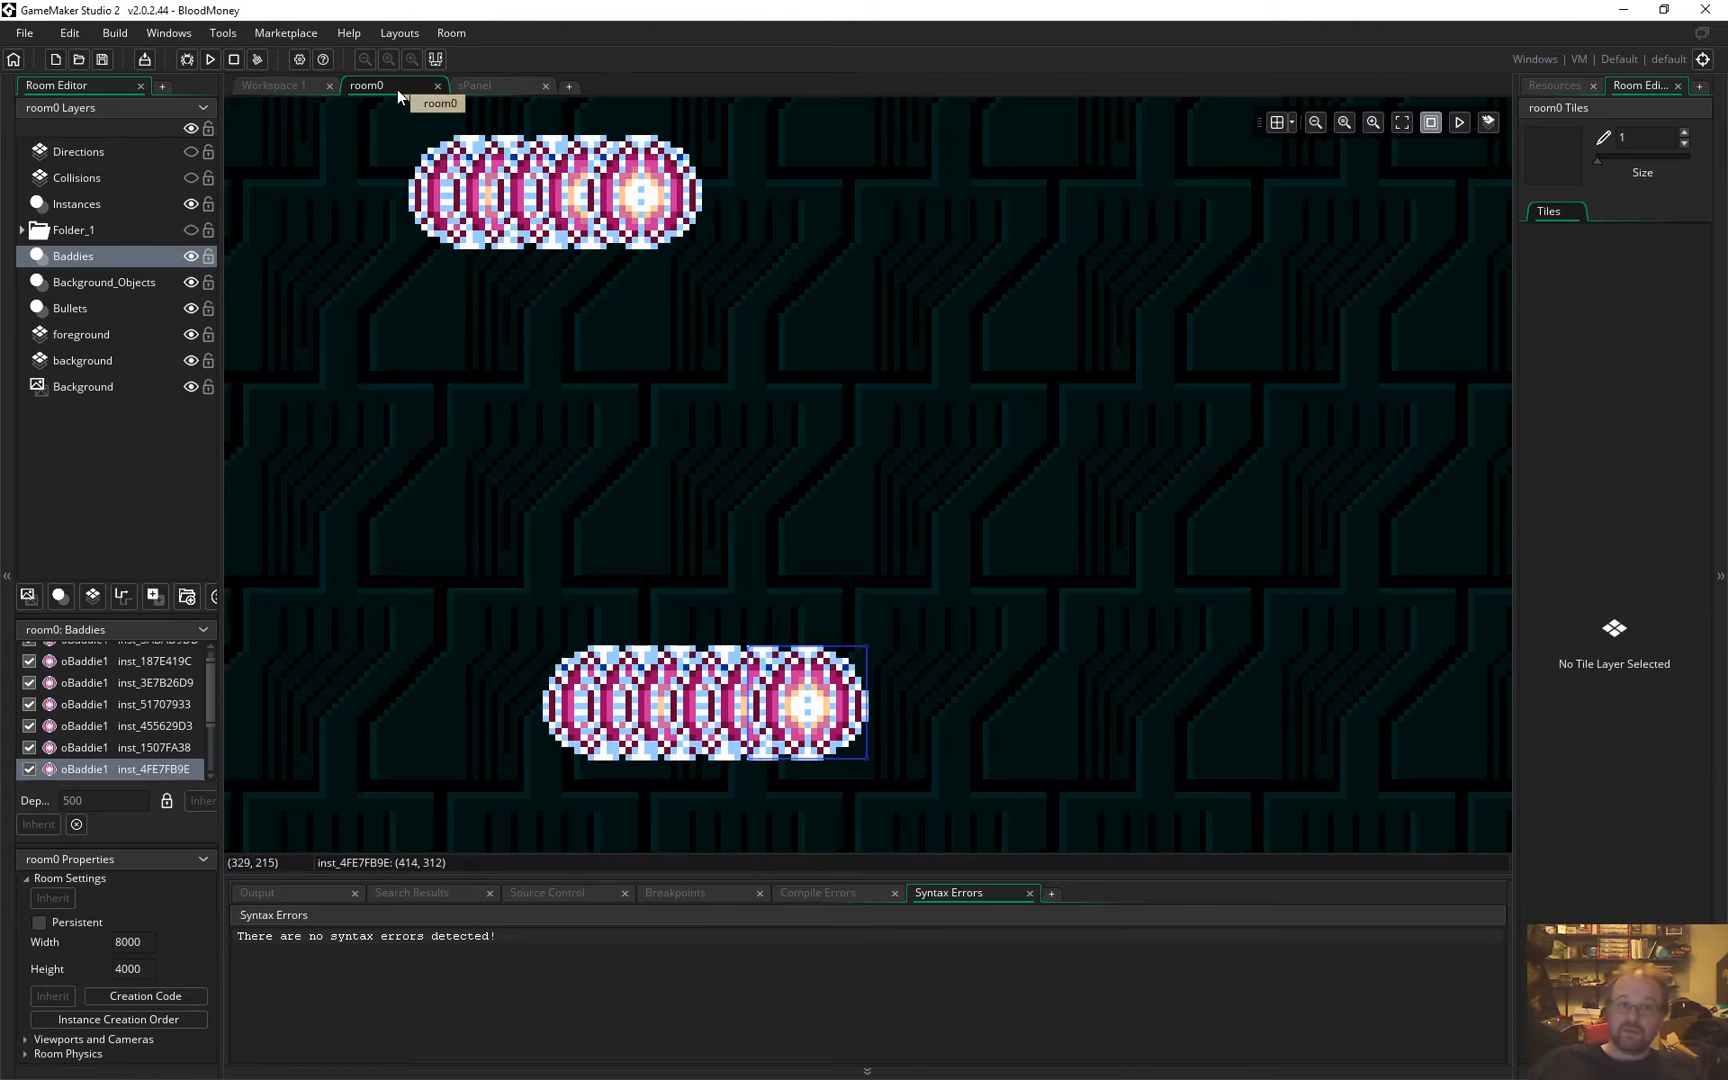 GameMaker Studio 2 v2.0.2.44 - BloodMoney
File Edit Build Windows Tools Marketplace Help Layouts Room
Windows | VM | Default | default
Room Editor
Workspace 1
room0
sPanel
room0
Resources
Room Edi...
room0 Layers
Directions
Collisions
Instances
Folder_1
Baddies
Background_Objects
Bullets
foreground
background
Background
room0 Tiles
1
Size
Tiles
No Tile Layer Selected
room0: Baddies
oBaddie1 inst_187E419C
oBaddie1 inst_3E7B26D9
oBaddie1 inst_51707933
oBaddie1 inst_455629D3
oBaddie1 inst_1507FA38
oBaddie1 inst_4FE7FB9E
Dep... 500 Inher
Inherit
room0 Properties
Room Settings
Inherit
Persistent
Width 8000
Height 4000
Inherit Creation Code
Instance Creation Order
Viewports and Cameras
Room Physics
(329, 215) inst_4FE7FB9E: (414, 312)
Output Search Results Source Control Breakpoints Compile Errors Syntax Errors
Syntax Errors
There are no syntax errors detected!